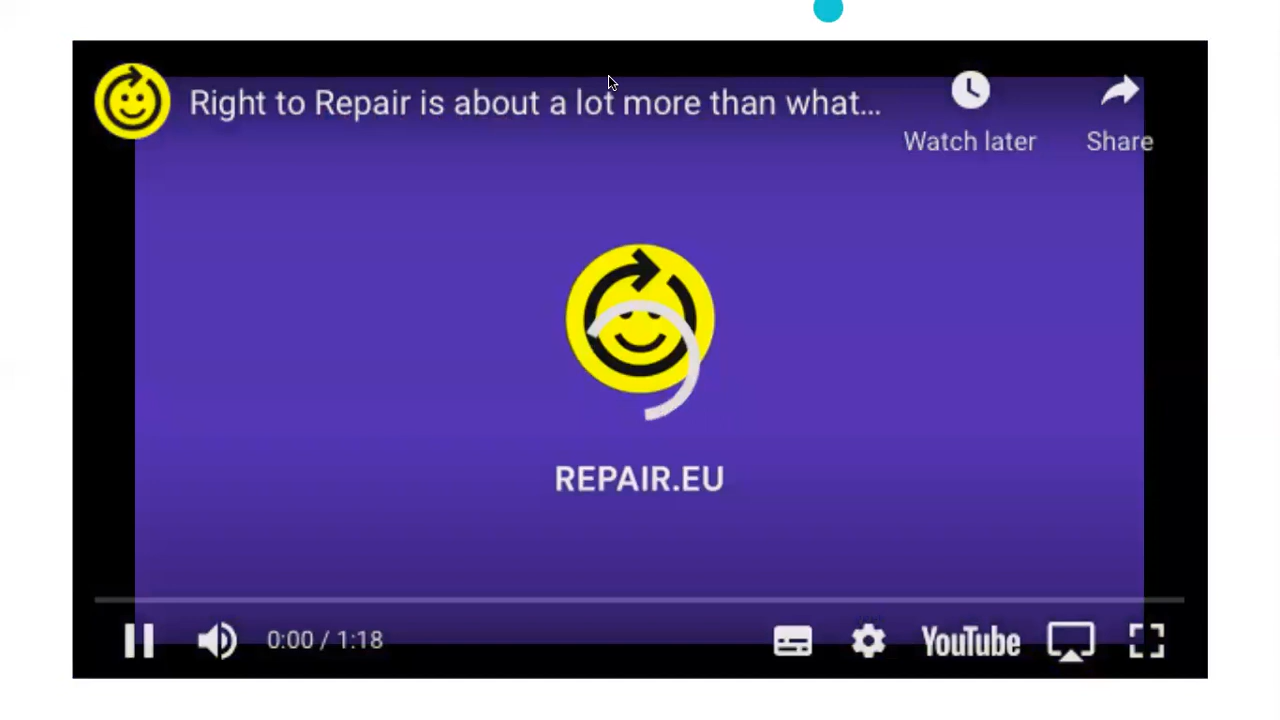 Right to Repair is about a lot more than what...
Watch later
Share
REPAIR.EU
0:00 / 1:18
YouTube